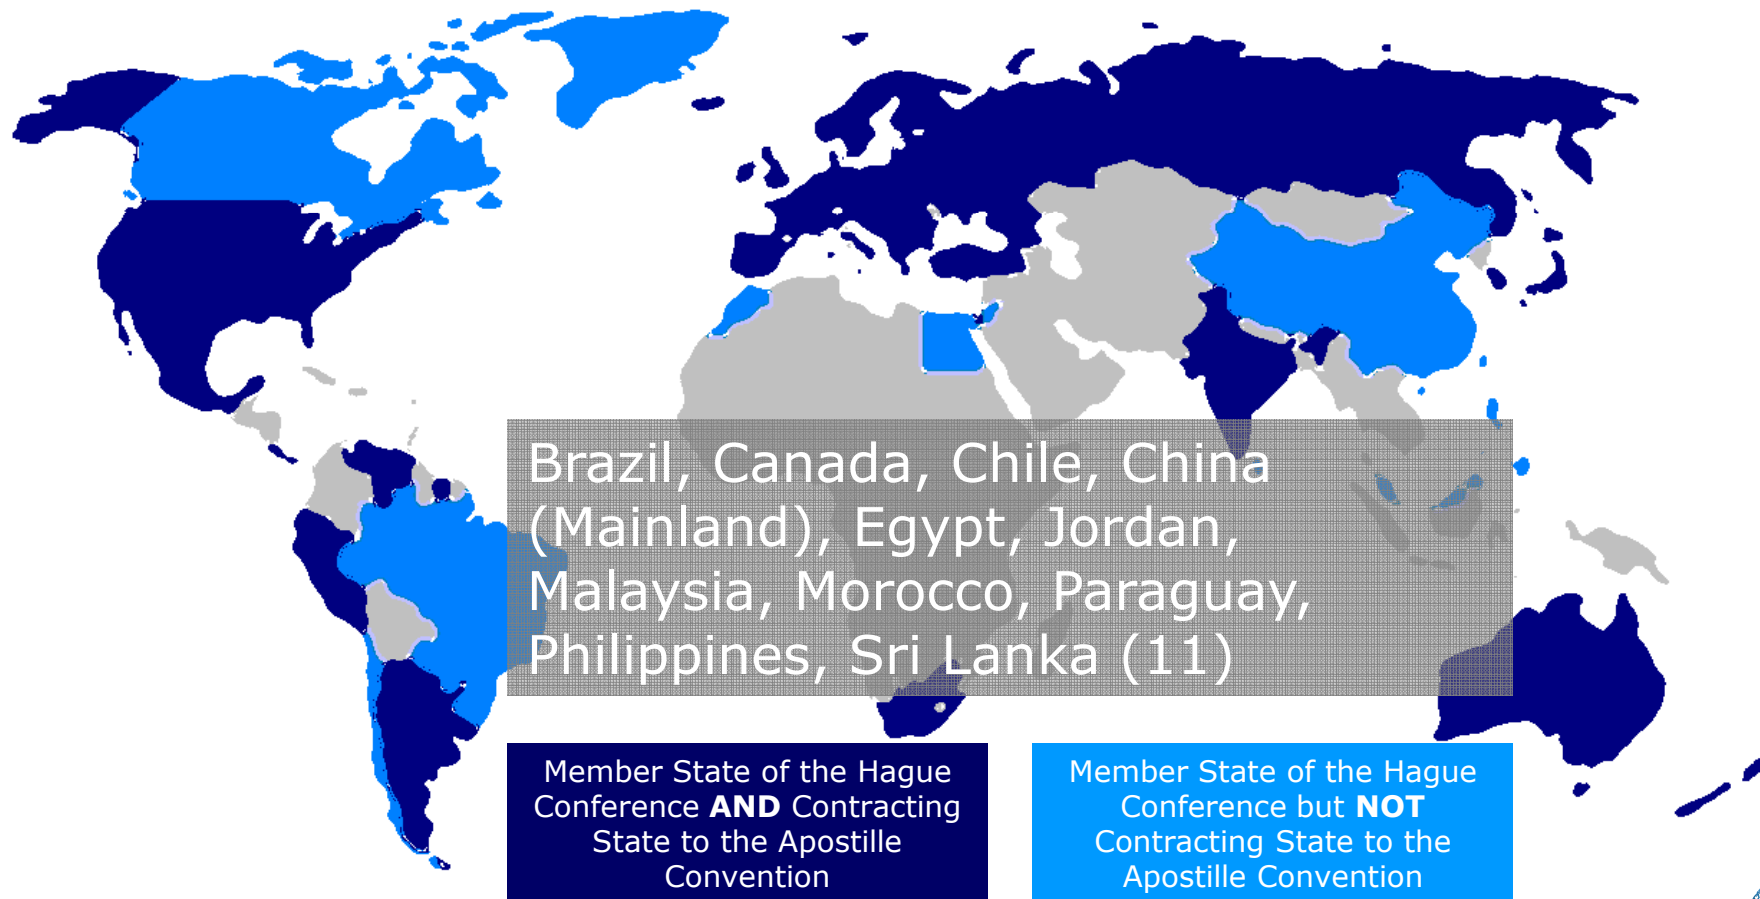 Brazil, Canada, Chile, China
(Mainland), Egypt, Jordan,
Malaysia, Morocco, Paraguay,
Philippines, Sri Lanka (11)
Member State of the Hague
Conference AND Contracting
State to the Apostille
Convention
Member State of the Hague
Conference but NOT
Contracting State to the
Apostille Convention